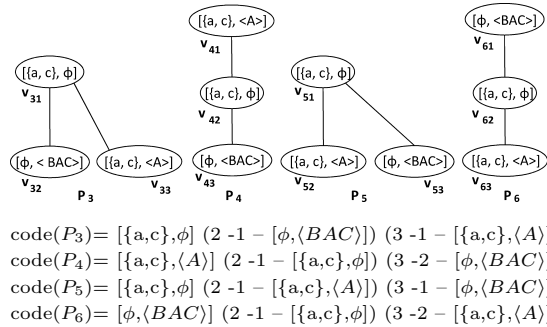 [{a, c}, <A>]
[ϕ, <BAC>]
v41
v61
[{a, c}, ϕ]
[{a, c}, ϕ]
v31
v51
[{a, c}, ϕ]
[{a, c}, ϕ]
v42
v62
[ϕ, < BAC>]
[{a, c}, <A>]
[ϕ, <BAC>]
[{a, c}, <A>]
[ϕ, <BAC>]
[{a, c}, <A>]
v32
P3
v33
v43
P4
v52
P5
v53
v63
P6
code(P3)= [{a,c},ϕ] (2 -1 – [ϕ,⟨BAC⟩]) (3 -1 – [{a,c},⟨A⟩]
code(P4)= [{a,c},⟨A⟩] (2 -1 – [{a,c},ϕ]) (3 -2 – [ϕ,⟨BAC⟩]
code(P5)= [{a,c},ϕ] (2 -1 – [{a,c},⟨A⟩]) (3 -1 – [ϕ,⟨BAC⟩]
code(P6)= [ϕ,⟨BAC⟩] (2 -1 – [{a,c},ϕ]) (3 -2 – [{a,c},⟨A⟩]